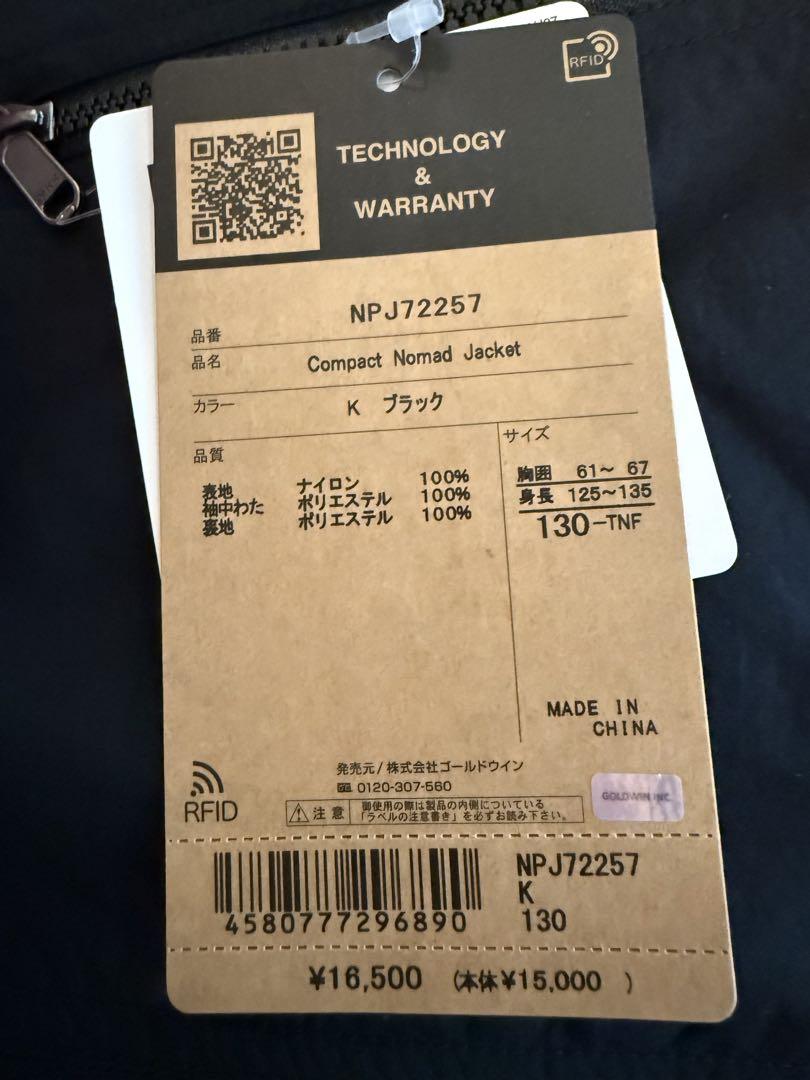 RFID
TECHNOLOGY
&
WARRANTY
品番 NPJ72257
品名 Compact Nomad Jacket
カラー K ブラック
品質
表地 ナイロン 100%
袖中わた ポリエステル 100%
裏地 ポリエステル 100%
サイズ
胸囲 61～ 67
身長 125～135
130-TNF
MADE IN
CHINA
発売元/株式会社ゴールドウイン
0120-307-560
RFID
注意
御使用の際は製品の内側についている
「ラベルの注意書き」を必ずお読み下さい。
GOLDWIN INC.
4580777296890
NPJ72257
K
130
¥16,500 (本体¥15,000 )